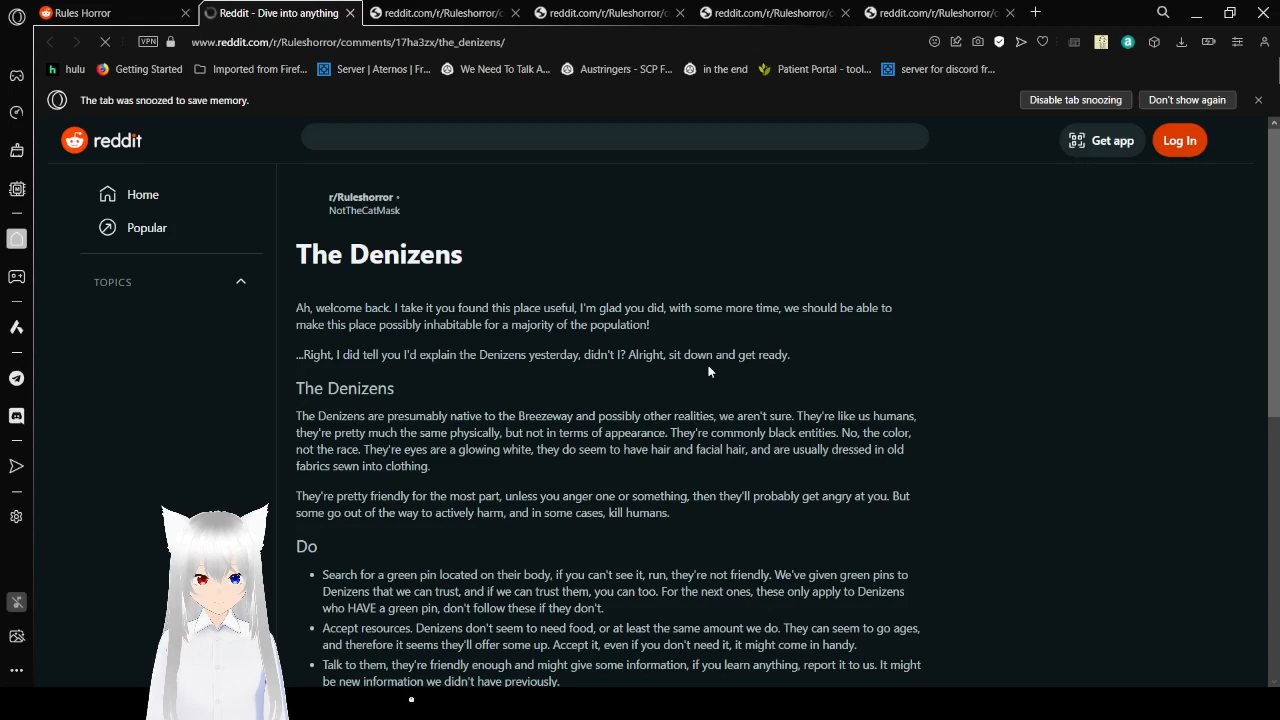 Rules Horror
Reddit - Dive into anything
reddit.com/r/Ruleshorror/c
reddit.com/r/Ruleshorror/
reddit.com/r/Ruleshorror/
reddit.com/r/Ruleshorror/
VPN
www.reddit.com/r/Ruleshorror/comments/17ha3zx/the_denizens/
hulu
Getting Started
Imported from Firef...
Server | Aternos | Fr...
We Need To Talk A...
Austringers - SCP F...
in the end
Patient Portal - tool...
server for discord fr...
The tab was snoozed to save memory.
Disable tab snoozing
Don't show again
reddit
Get app
Log In
Home
Popular
TOPICS
r/Ruleshorror •
NotTheCatMask
The Denizens
Ah, welcome back. I take it you found this place useful, I'm glad you did, with some more time, we should be able to
make this place possibly inhabitable for a majority of the population!
...Right, I did tell you I'd explain the Denizens yesterday, didn't I? Alright, sit down and get ready.
The Denizens
The Denizens are presumably native to the Breezeway and possibly other realities, we aren't sure. They're like us humans,
they're pretty much the same physically, but not in terms of appearance. They're commonly black entities. No, the color,
not the race. They're eyes are a glowing white, they do seem to have hair and facial hair, and are usually dressed in old
fabrics sewn into clothing.
They're pretty friendly for the most part, unless you anger one or something, then they'll probably get angry at you. But
some go out of the way to actively harm, and in some cases, kill humans.
Do
• Search for a green pin located on their body, if you can't see it, run, they're not friendly. We've given green pins to
Denizens that we can trust, and if we can trust them, you can too. For the next ones, these only apply to Denizens
who HAVE a green pin, don't follow these if they don't.
• Accept resources. Denizens don't seem to need food, or at least the same amount we do. They can seem to go ages,
and therefore it seems they'll offer some up. Accept it, even if you don't need it, it might come in handy.
• Talk to them, they're friendly enough and might give some information, if you learn anything, report it to us. It might
be new information we didn't have previously.